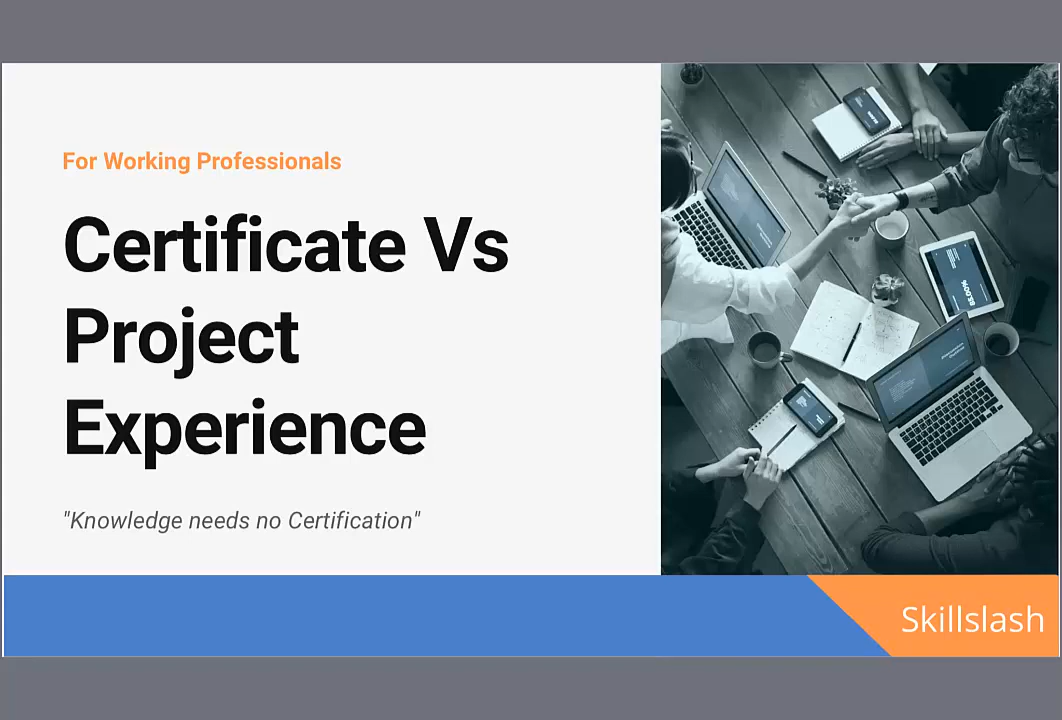 For Working Professionals
Certificate Vs
Project
Experience
"Knowledge needs no Certification"
Skillslash